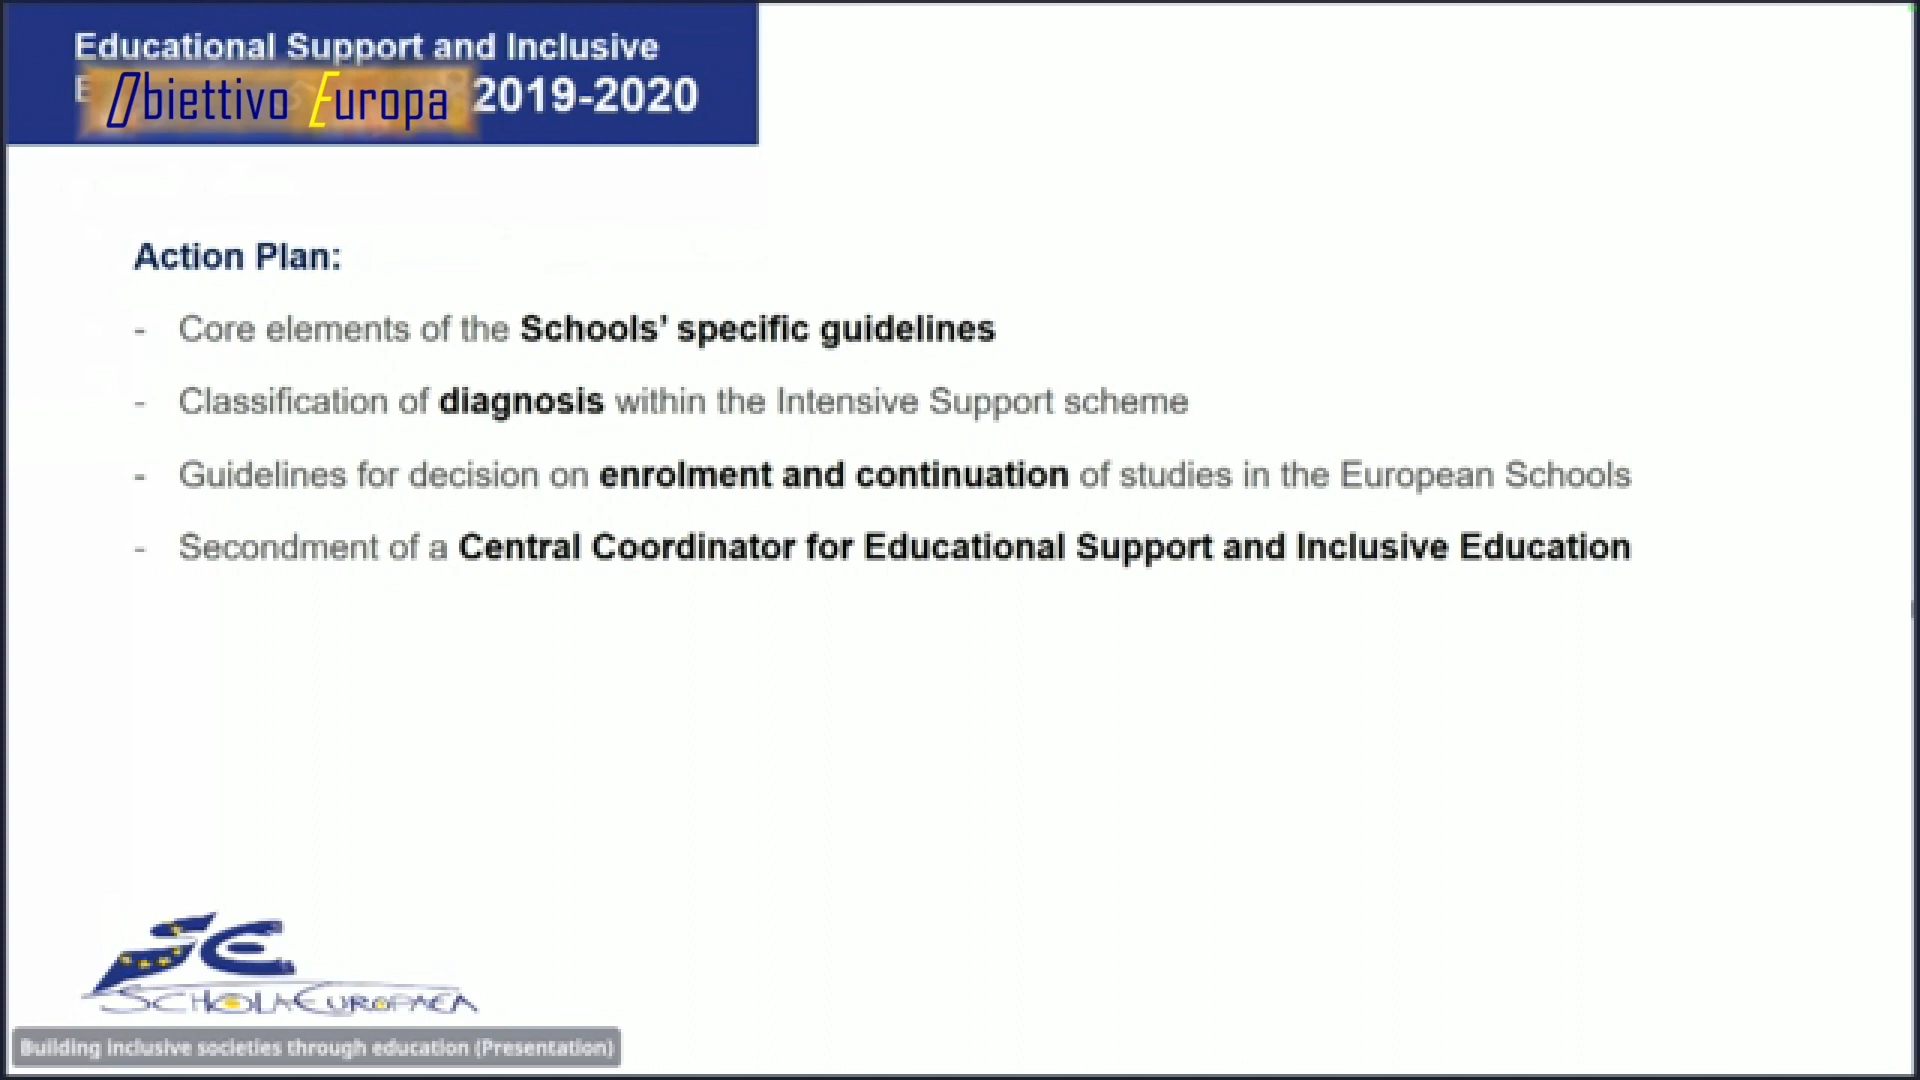 Educational Support and Inclusive
2019-2020
Obiettivo Europa
Action Plan:
- Core elements of the Schools’ specific guidelines
- Classification of diagnosis within the Intensive Support scheme
- Guidelines for decision on enrolment and continuation of studies in the European Schools
- Secondment of a Central Coordinator for Educational Support and Inclusive Education
SCHOLA EUROPAEA
Building inclusive societies through education (Presentation)